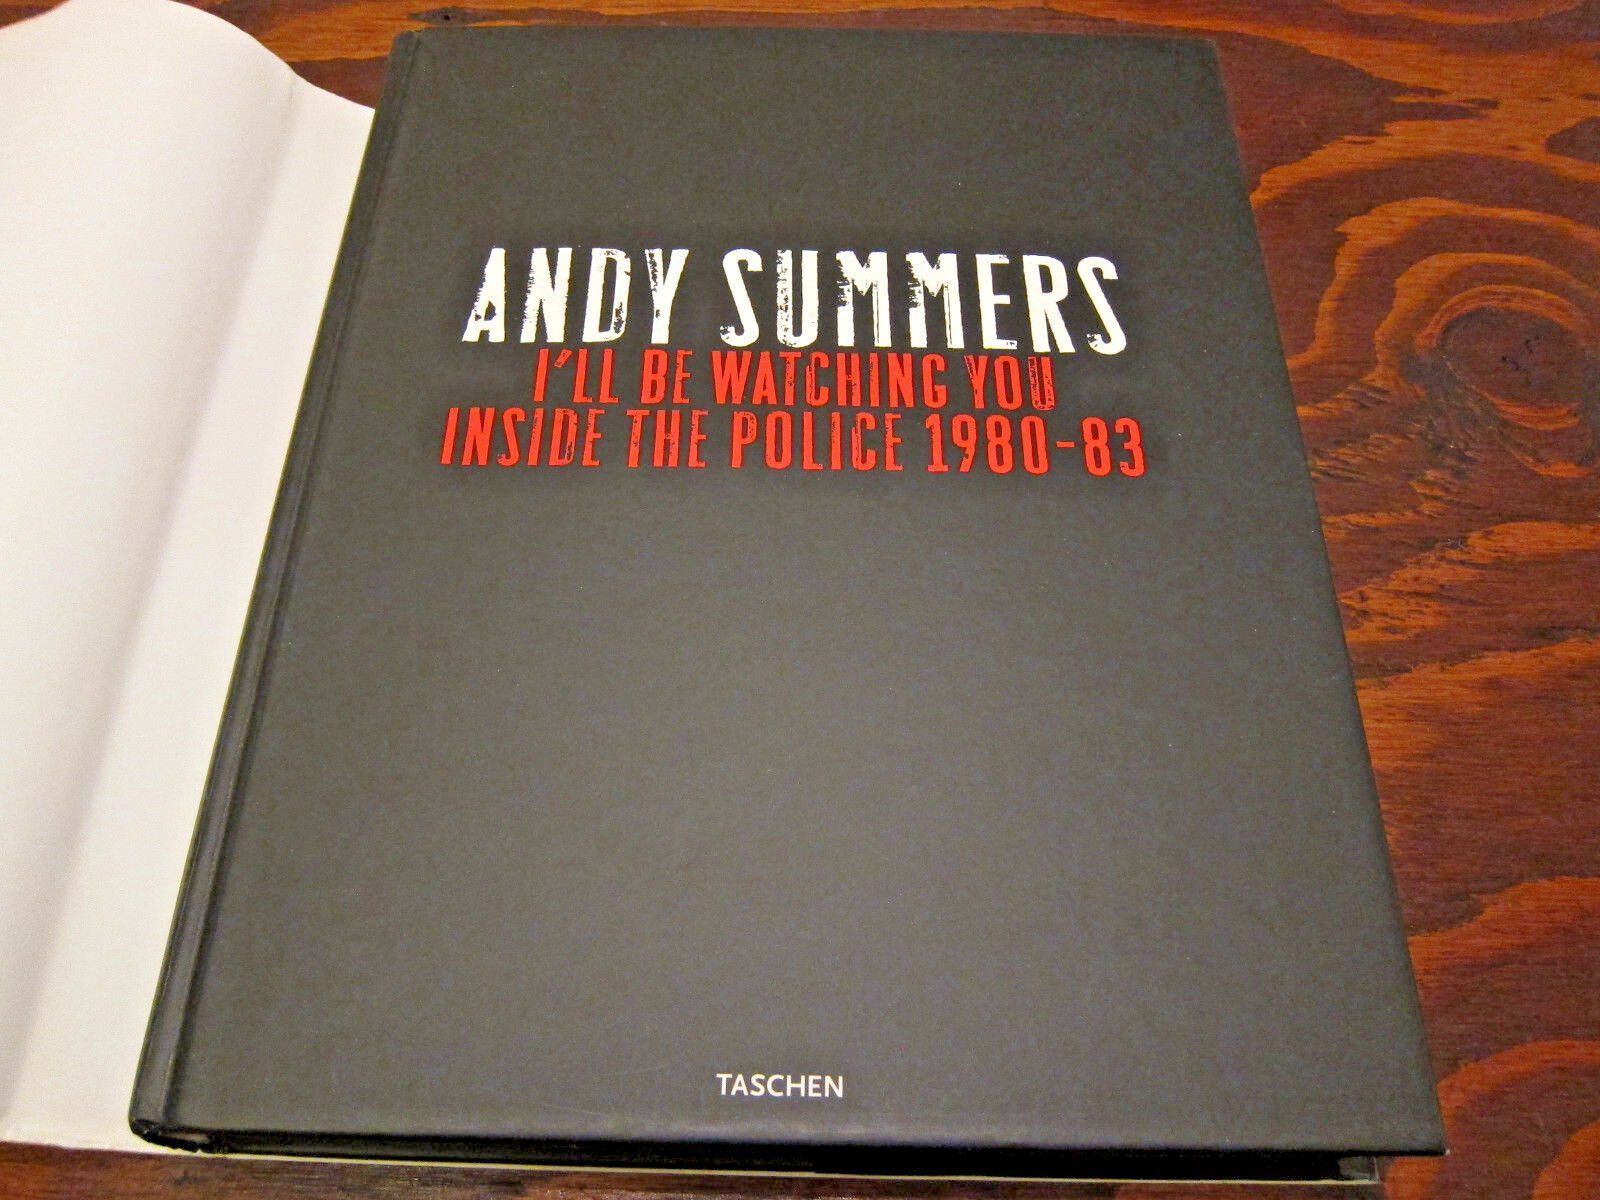 ANDY SUMMERS
I'LL BE WATCHING YOU
INSIDE THE POLICE 1980-83
TASCHEN